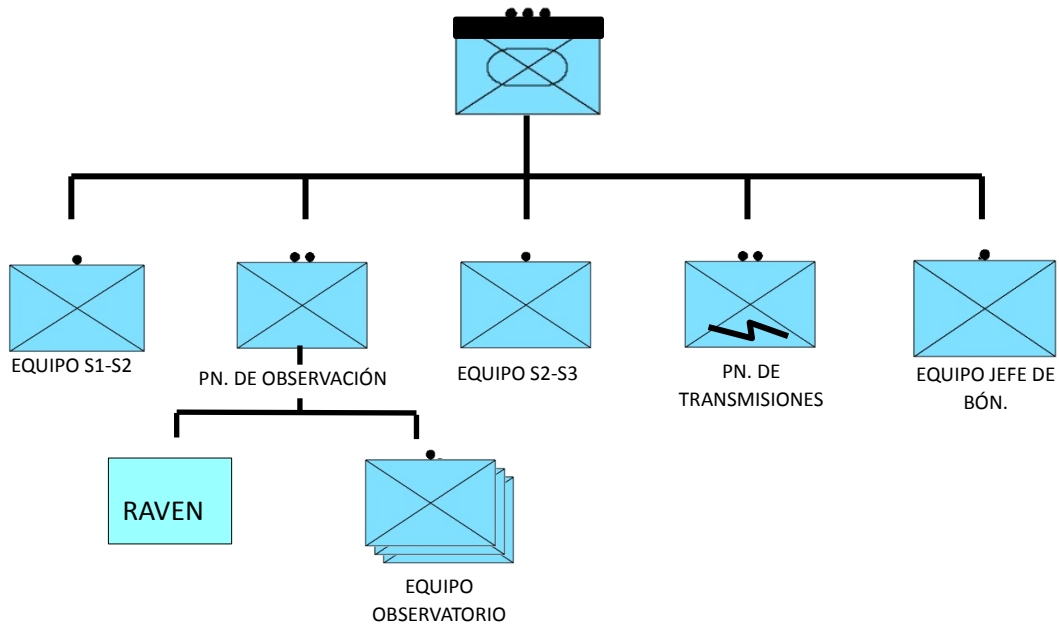 EQUIPO S1-S2
PN. DE OBSERVACIÓN
EQUIPO S2-S3
PN. DE
TRANSMISIONES
EQUIPO JEFE DE
BÓN.
RAVEN
EQUIPO
OBSERVATORIO